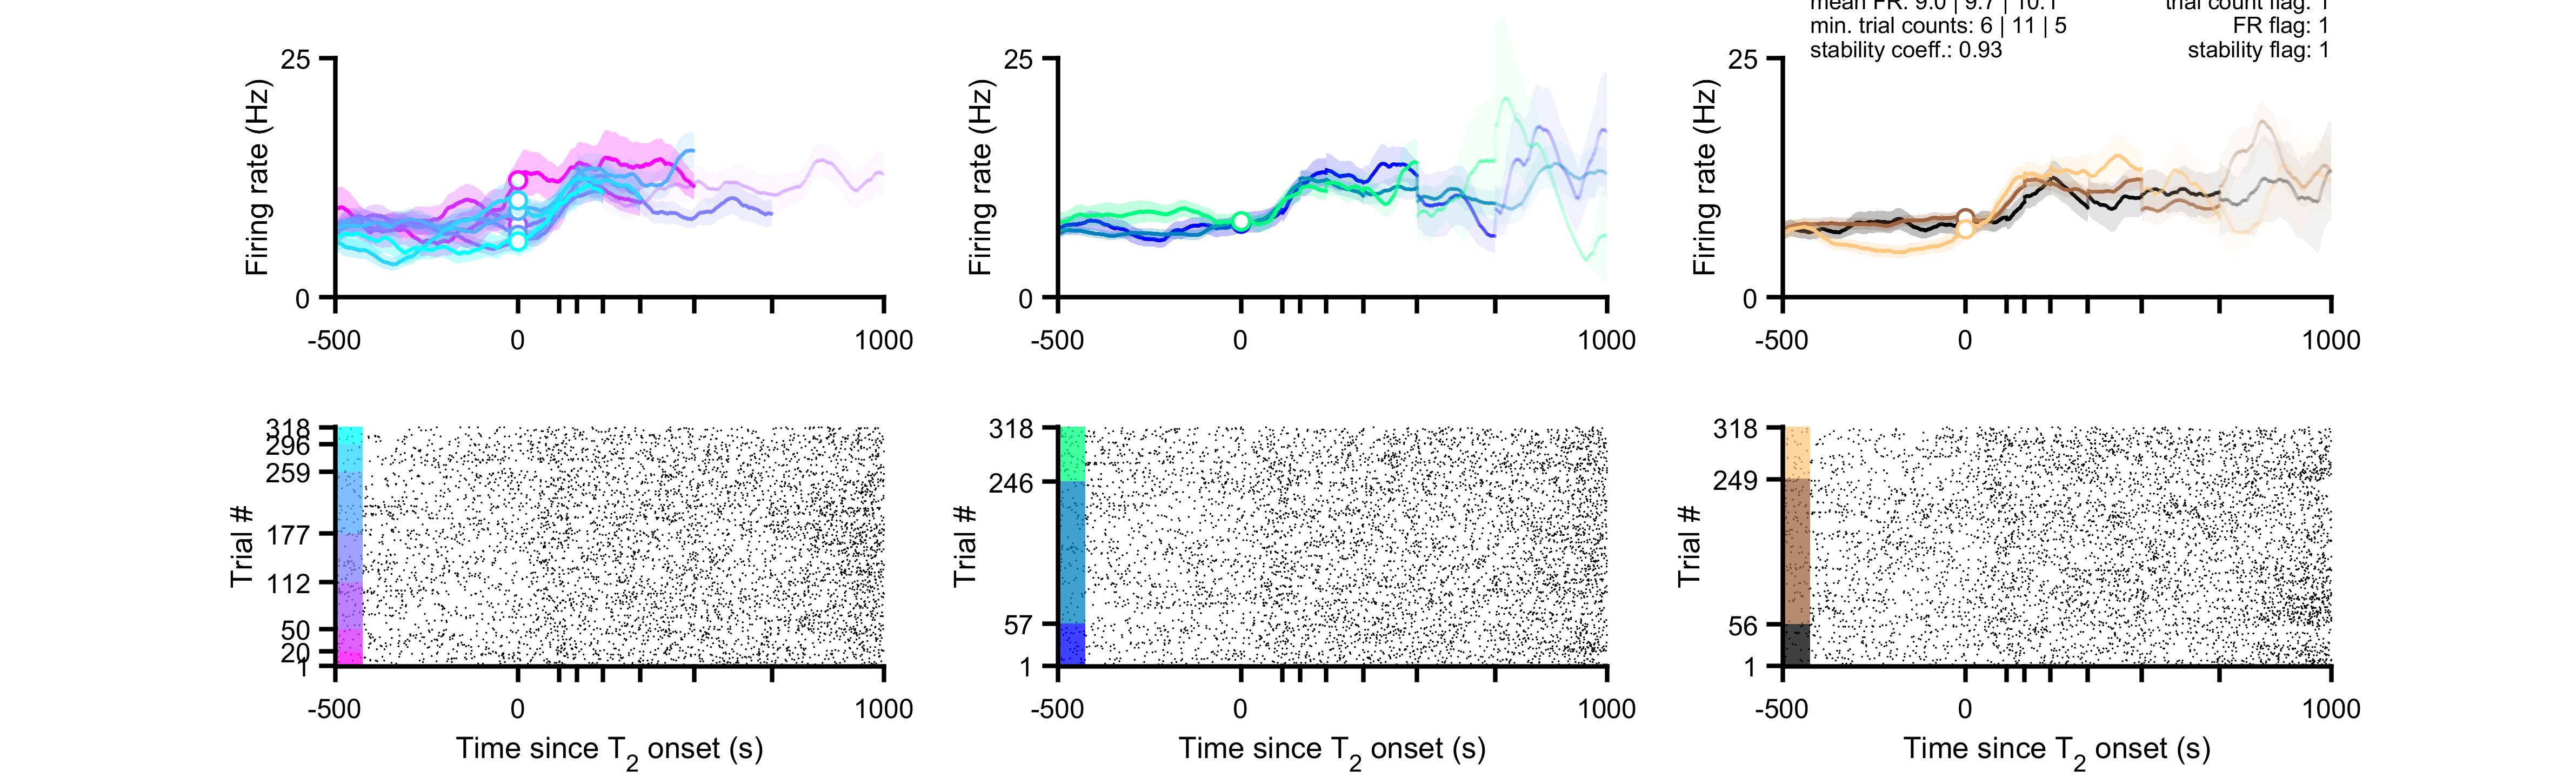 mean FR: 9.0 | 9.7 | 10.1 trial count flag: 1
min. trial counts: 6 | 11 | 5 FR flag: 1
stability coeff.: 0.93 stability flag: 1
25 25 25
Firing rate (Hz) Firing rate (Hz) Firing rate (Hz)
0 0 0
-500 0 1000 -500 0 1000 -500 0 1000
318 318 318
296
259 246 249
177
Trial # Trial # Trial #
112
50 57 56
20
1 1 1
-500 0 1000 -500 0 1000 -500 0 1000
Time since T2 onset (s) Time since T2 onset (s) Time since T2 onset (s)